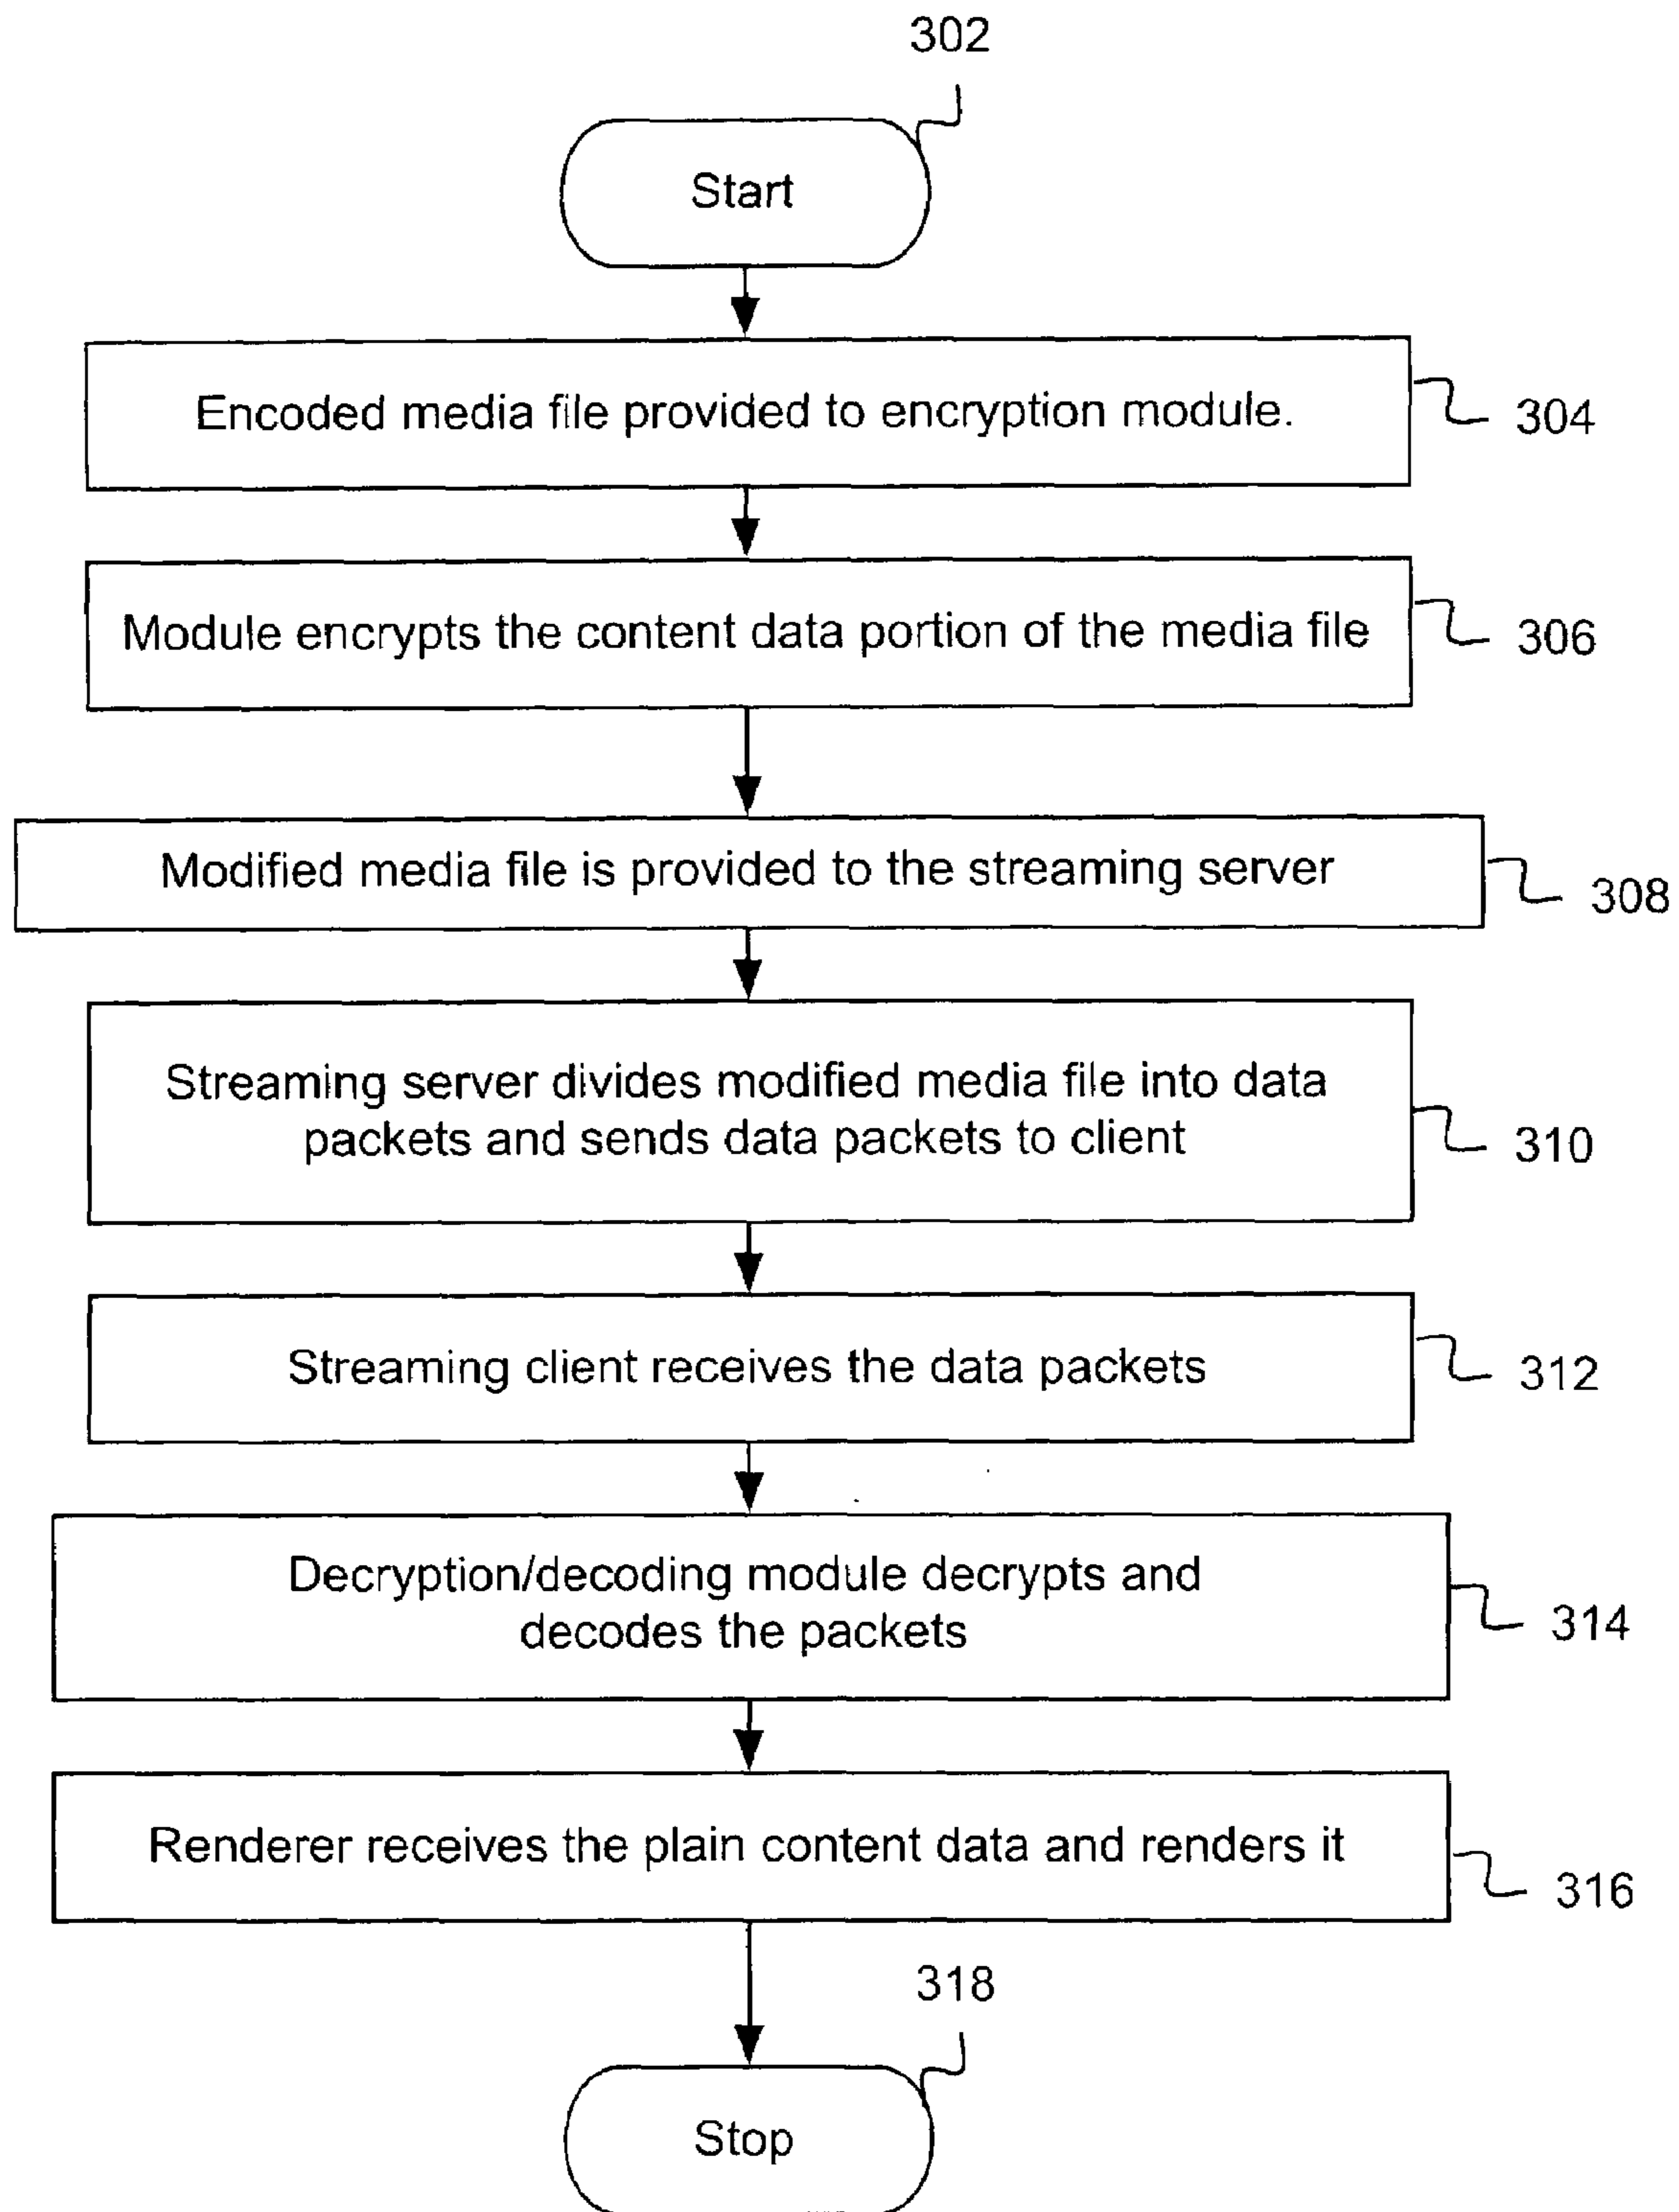 302
Start
Encoded media file provided to encryption module.
304
Module encrypts the content data portion of the media file
306
Modified media file is provided to the streaming server
308
Streaming server divides modified media file into data
packets and sends data packets to client
310
Streaming client receives the data packets
312
Decryption/decoding module decrypts and
decodes the packets
314
Renderer receives the plain content data and renders it
316
318
Stop